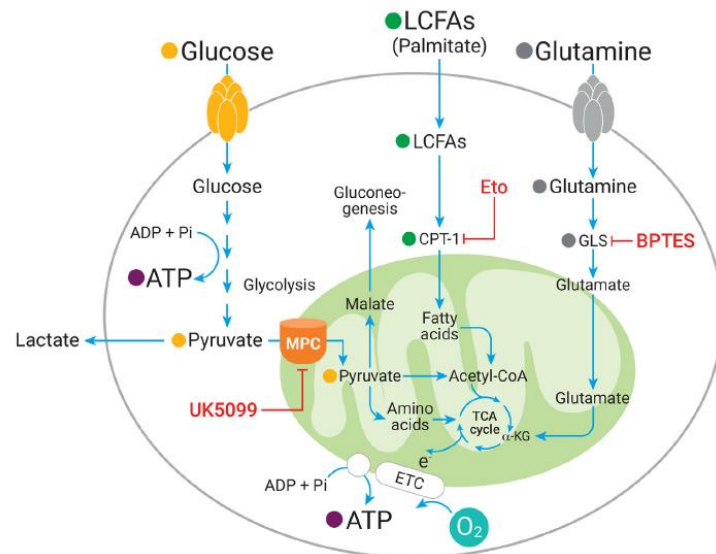 LCFAs
(Palmitate)
Glucose
Glutamine
LCFAs
Glucose
Gluconeo-
genesis
Eto
Glutamine
ADP + Pi
CPT-1
GLS
BPTES
ATP
Glycolysis
Glutamate
Malate
Fatty
acids
Lactate
Pyruvate
MPC
Pyruvate
Acetyl-CoA
UK5099
Amino
acids
TCA
cycle
Glutamate
α-KG
e-
ADP + Pi
ETC
ATP
O₂